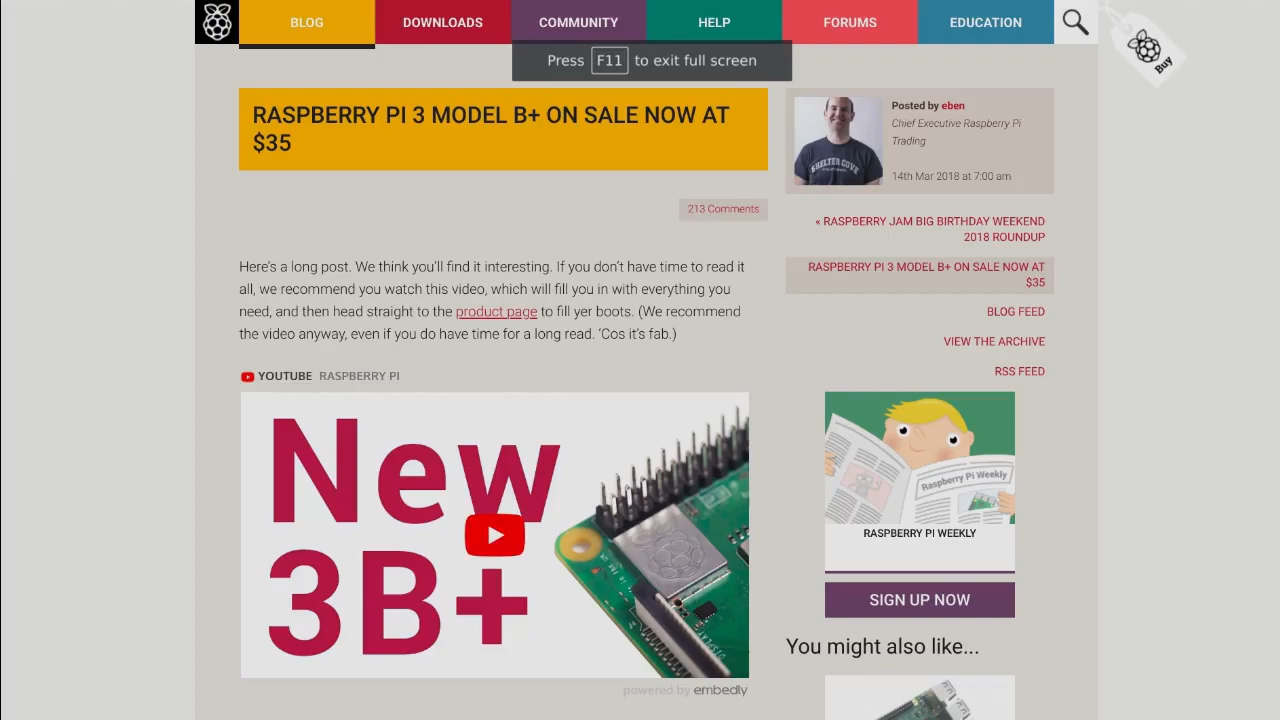 BLOG
DOWNLOADS
COMMUNITY
HELP
FORUMS
EDUCATION
Buy
Press F11 to exit full screen
RASPBERRY PI 3 MODEL B+ ON SALE NOW AT
$35
213 Comments
Here's a long post. We think you'll find it interesting. If you don't have time to read it
all, we recommend you watch this video, which will fill you in with everything you
need, and then head straight to the product page to fill yer boots. (We recommend
the video anyway, even if you do have time for a long read. ‘Cos it's fab.)
YOUTUBE RASPBERRY PI
New
3B+
powered by embedly
Posted by eben
Chief Executive Raspberry Pi
Trading
14th Mar 2018 at 7:00 am
SHELTER COVE
« RASPBERRY JAM BIG BIRTHDAY WEEKEND
2018 ROUNDUP
RASPBERRY PI 3 MODEL B+ ON SALE NOW AT
$35
BLOG FEED
VIEW THE ARCHIVE
RSS FEED
Raspberry Pi Weekly
RASPBERRY PI WEEKLY
SIGN UP NOW
You might also like...